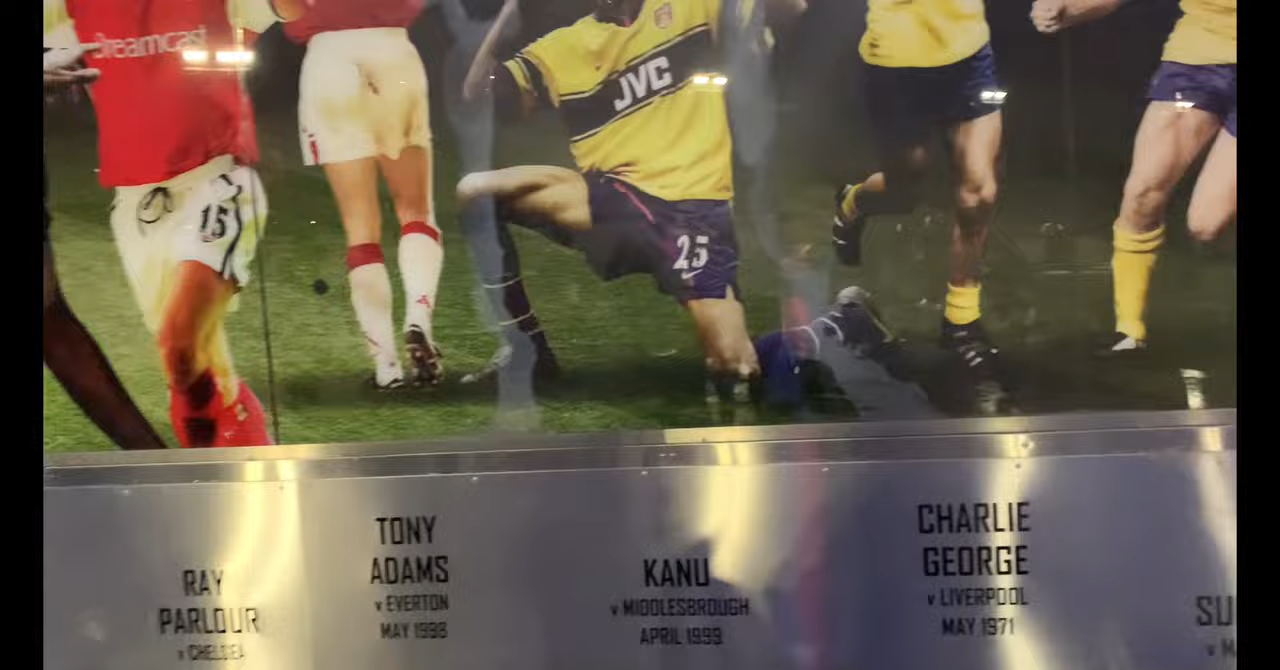 Dreamcast
JVC
15
25
RAY
PARLOUR
v CHELSEA
TONY
ADAMS
v EVERTON
MAY 1998
KANU
v MIDDLESBROUGH
APRIL 1999
CHARLIE
GEORGE
v LIVERPOOL
MAY 1971
SU
v M